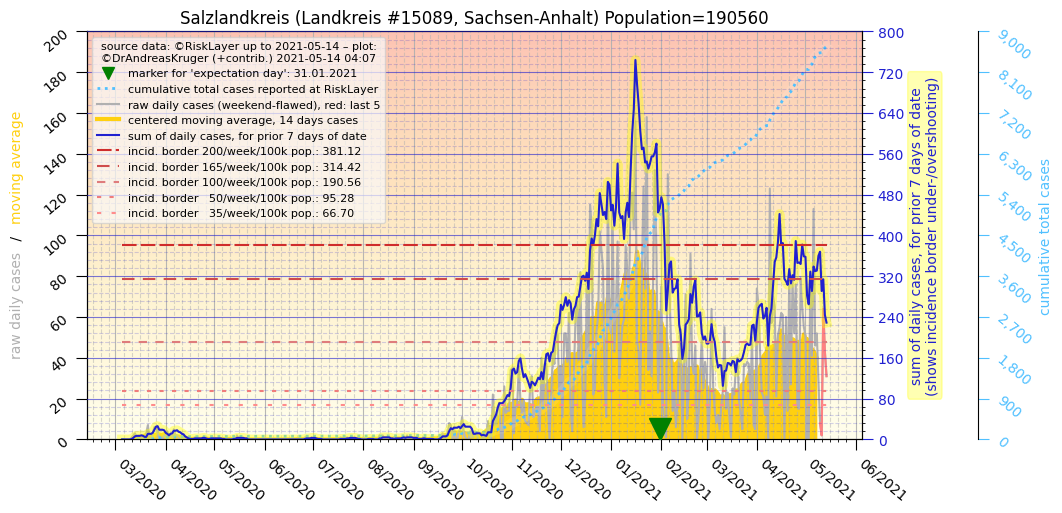 Salzlandkreis (Landkreis #15089, Sachsen-Anhalt) Population=190560
source data: ©RiskLayer up to 2021-05-14 – plot:
©DrAndreasKruger (+contrib.) 2021-05-14 04:07
marker for 'expectation day': 31.01.2021
cumulative total cases reported at RiskLayer
raw daily cases (weekend-flawed), red: last 5
centered moving average, 14 days cases
sum of daily cases, for prior 7 days of date
incid. border 200/week/100k pop.: 381.12
incid. border 165/week/100k pop.: 314.42
incid. border 100/week/100k pop.: 190.56
incid. border   50/week/100k pop.: 95.28
incid. border   35/week/100k pop.: 66.70
raw daily cases  /  moving average
200
180
160
140
120
100
80
60
40
20
0
03/2020
04/2020
05/2020
06/2020
07/2020
08/2020
09/2020
10/2020
11/2020
12/2020
01/2021
02/2021
03/2021
04/2021
05/2021
06/2021
800
720
640
560
480
400
320
240
160
80
0
sum of daily cases, for prior 7 days of date
(shows incidence border under-/overshooting)
9,000
8,100
7,200
6,300
5,400
4,500
3,600
2,700
1,800
900
0
cumulative total cases